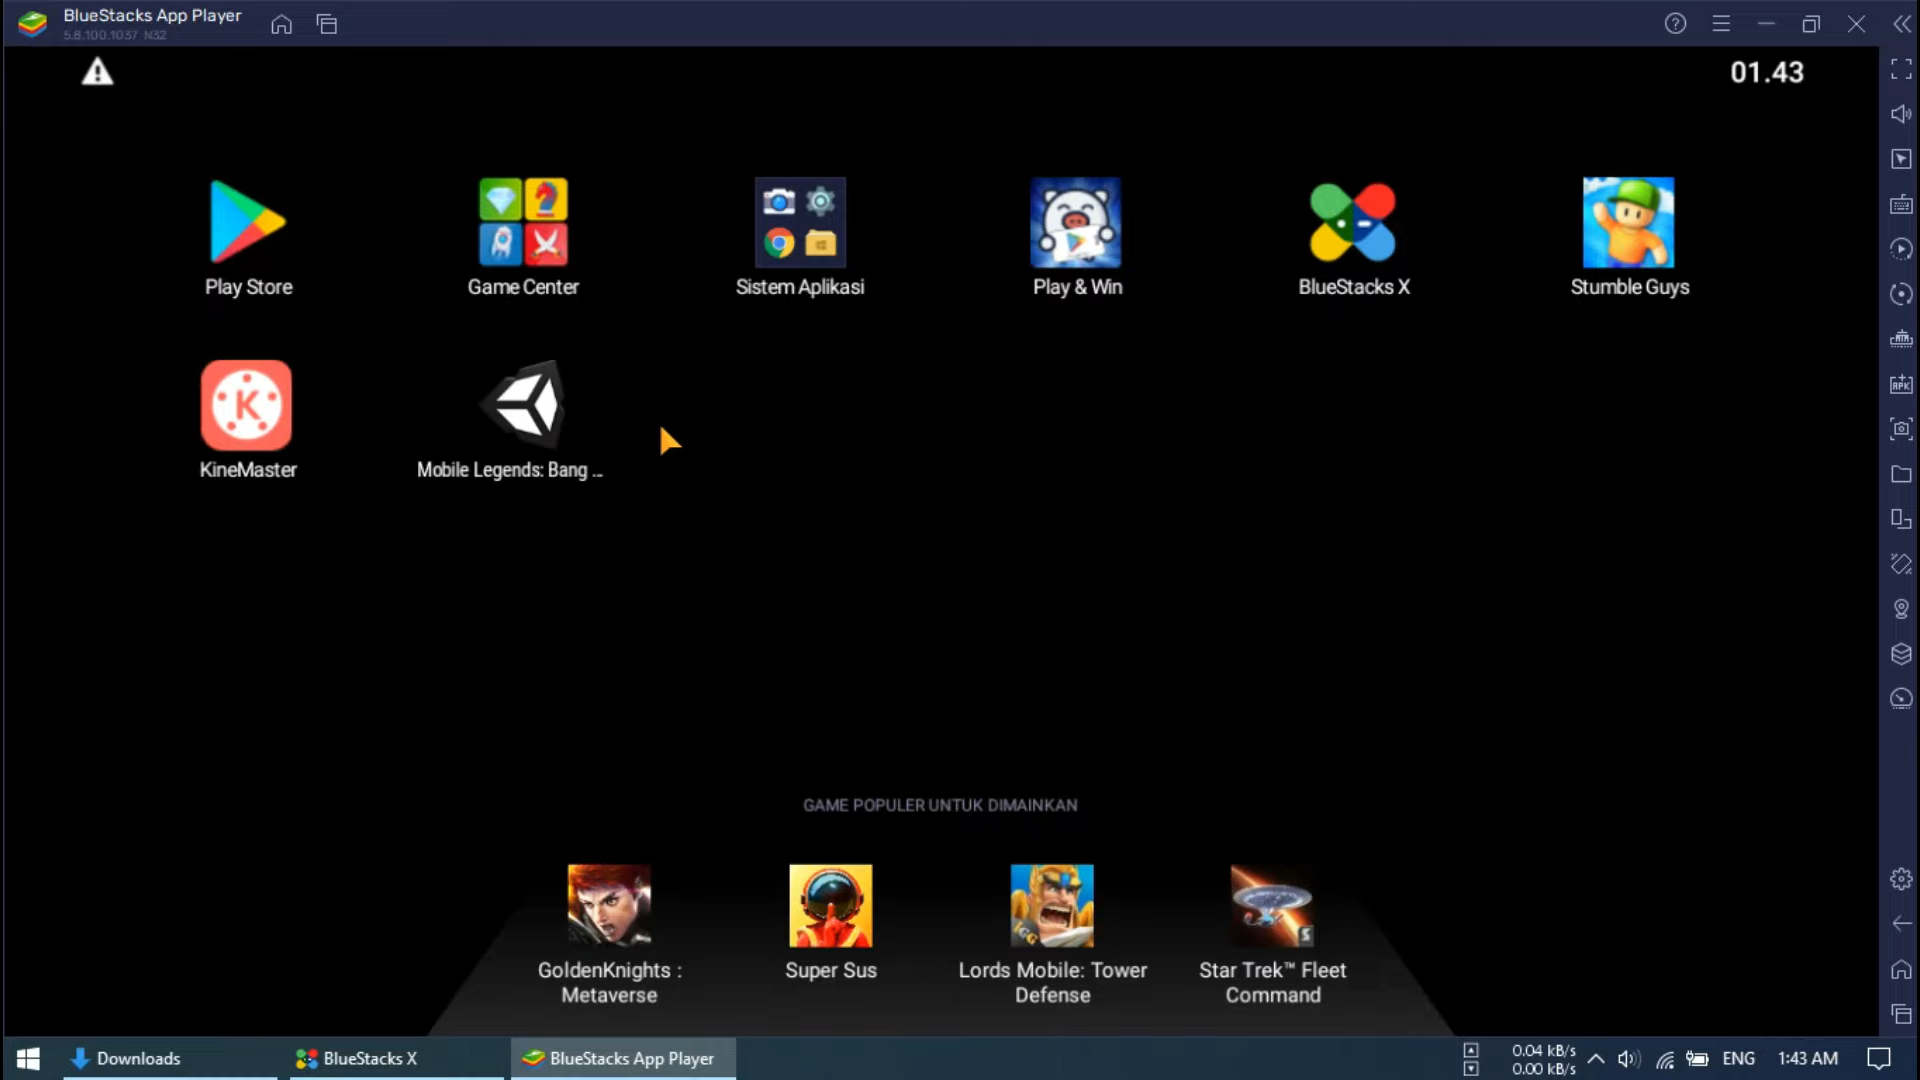 BlueStacks App Player
5.8.100.1037 N32
01.43
Play Store
Game Center
Sistem Aplikasi
Play & Win
BlueStacks X
Stumble Guys
KineMaster
Mobile Legends: Bang ...
GAME POPULER UNTUK DIMAINKAN
GoldenKnights :
Metaverse
Super Sus
Lords Mobile: Tower
Defense
Star Trek™ Fleet
Command
Downloads
BlueStacks X
BlueStacks App Player
0.04 kB/s
0.00 kB/s
ENG
1:43 AM
K
IGG
S
APK